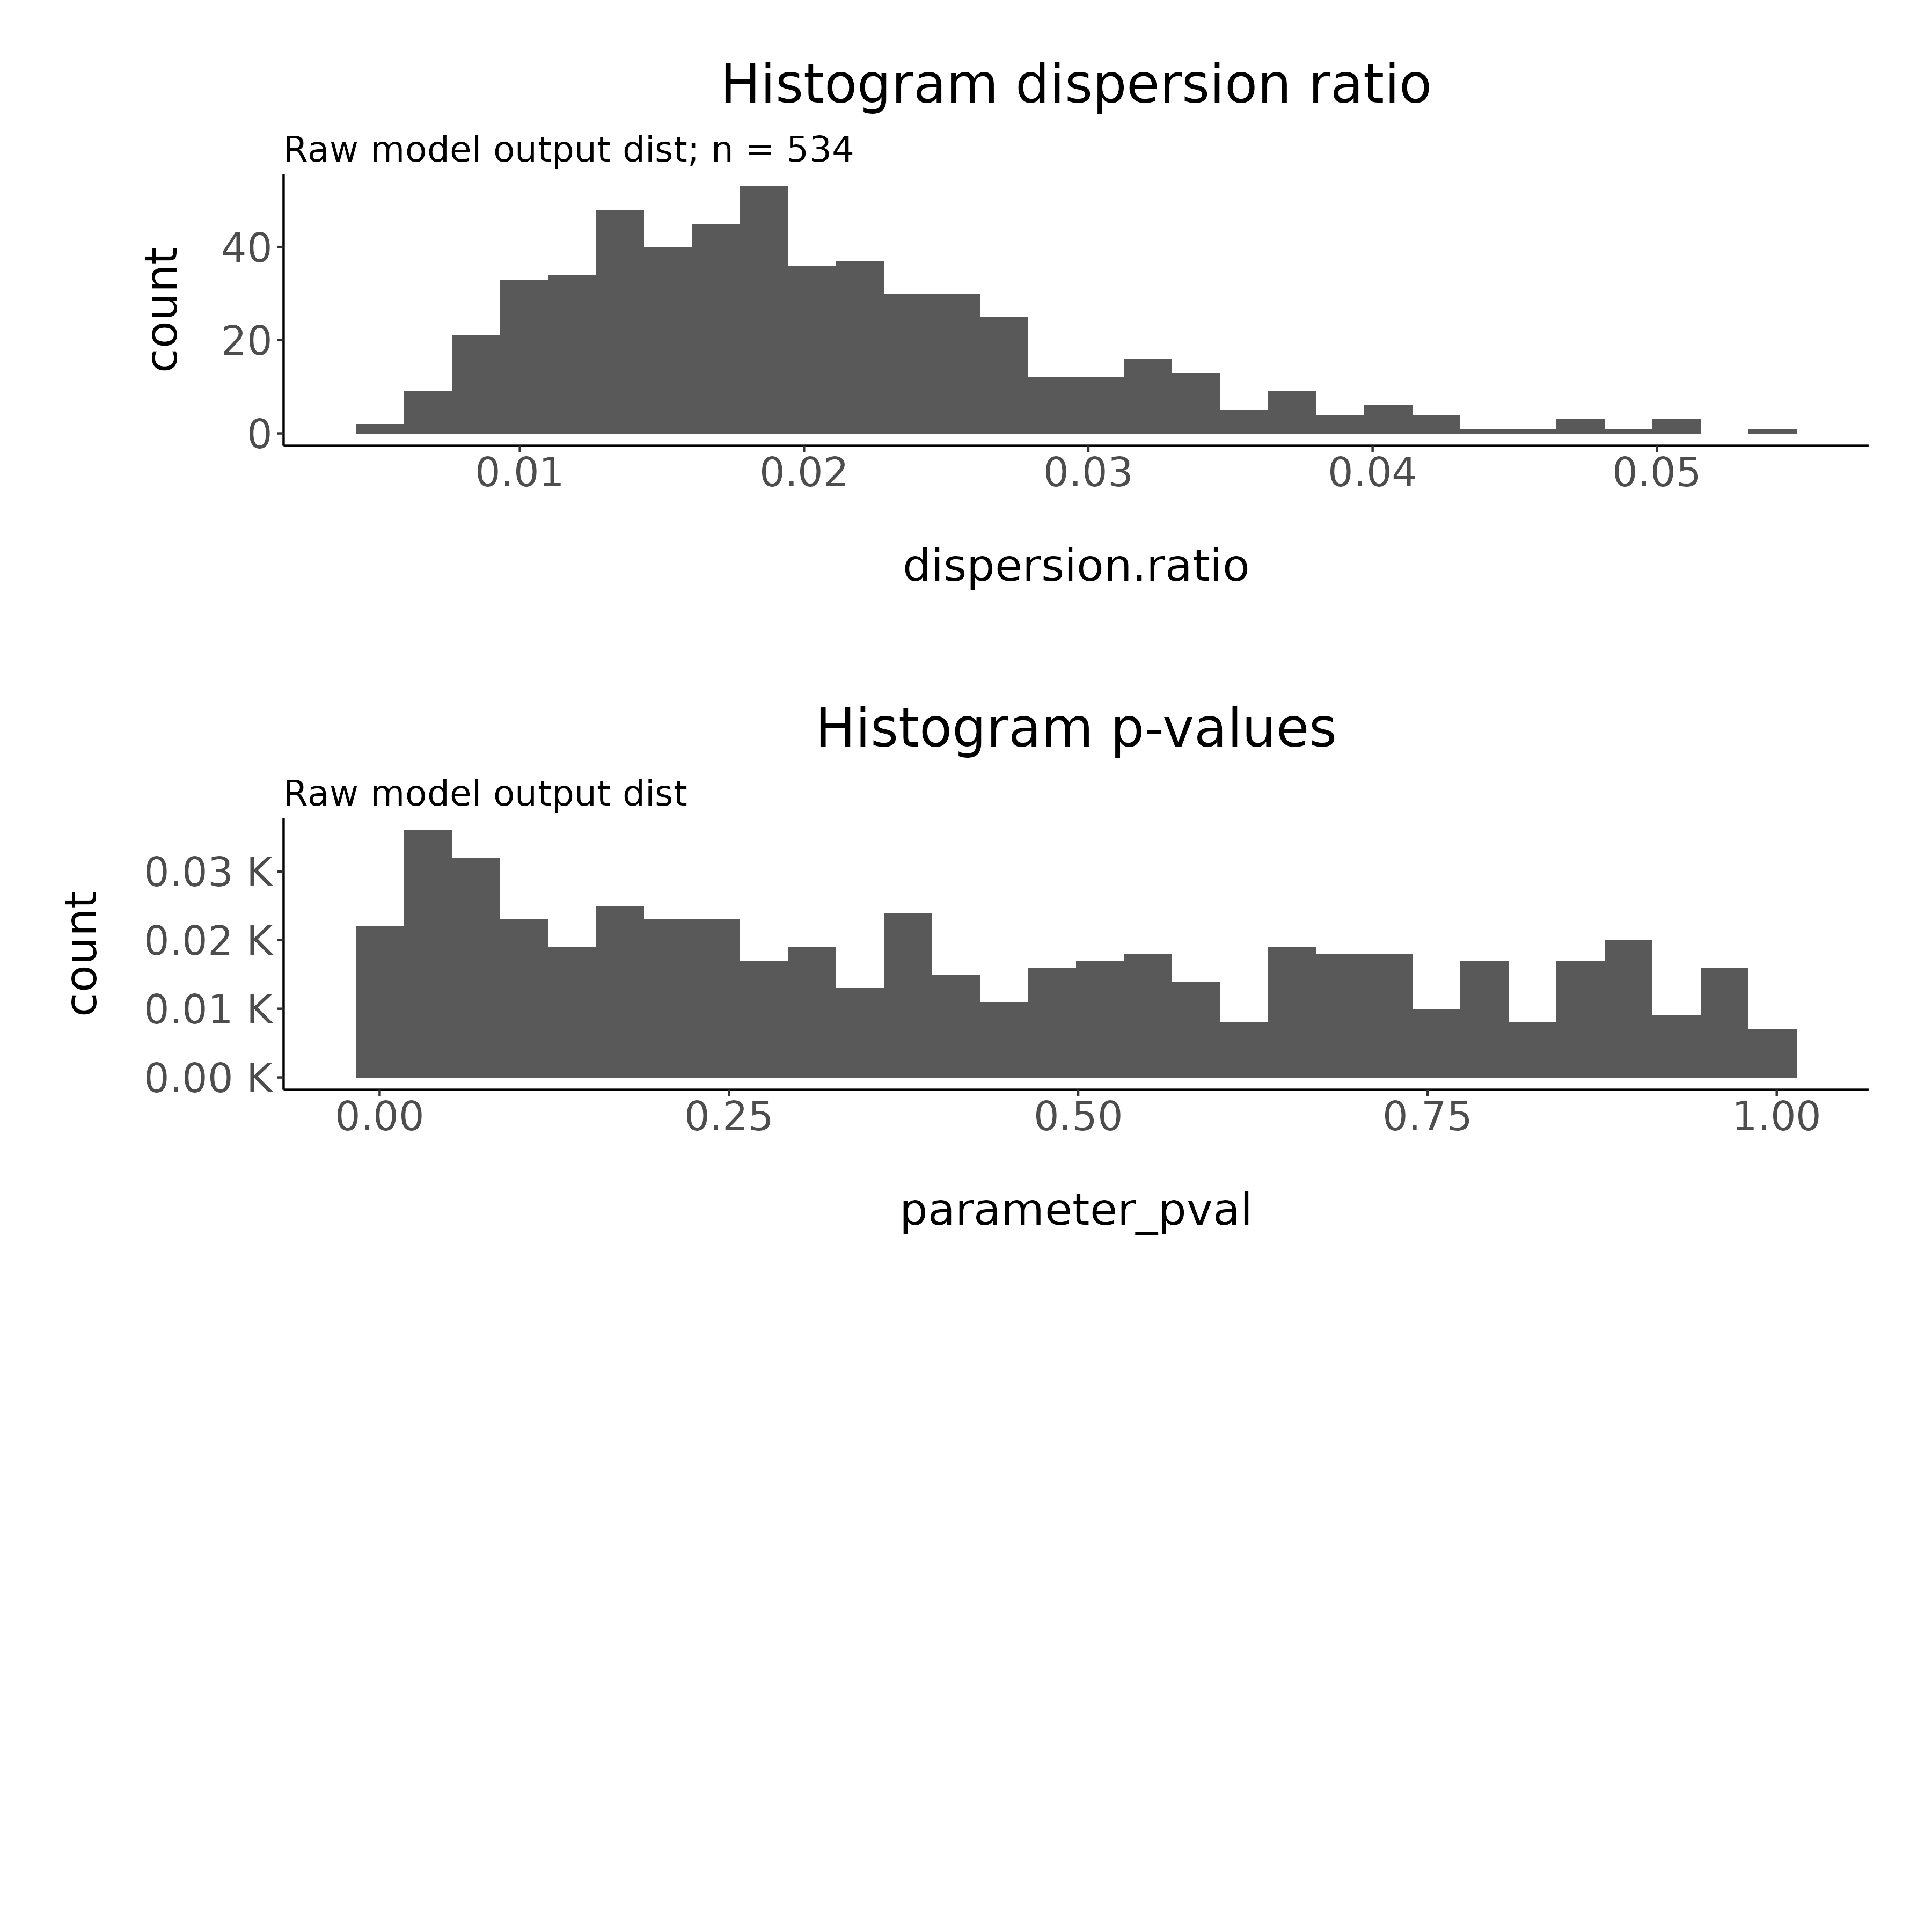 Histogram dispersion ratio
Raw model output dist; n = 534
count
40
20
0
0.01 0.02 0.03 0.04 0.05
dispersion.ratio
Histogram p-values
Raw model output dist
count
0.03 K
0.02 K
0.01 K
0.00 K
0.00 0.25 0.50 0.75 1.00
parameter_pval